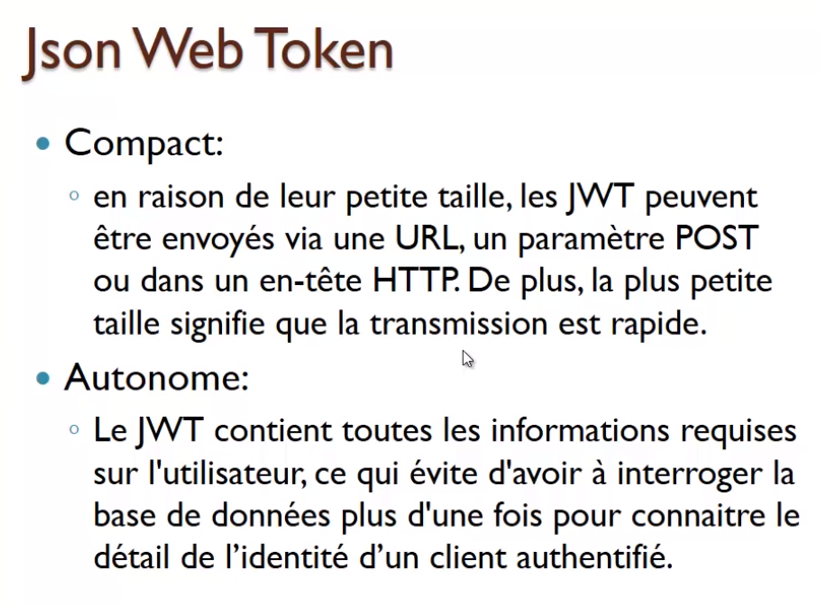 Json Web Token
Compact:
en raison de leur petite taille, les JWT peuvent
être envoyés via une URL, un paramètre POST
ou dans un en-tête HTTP. De plus, la plus petite
taille signifie que la transmission est rapide.
Autonome:
Le JWT contient toutes les informations requises
sur l'utilisateur, ce qui évite d'avoir à interroger la
base de données plus d'une fois pour connaitre le
détail de l’identité d’un client authentifié.